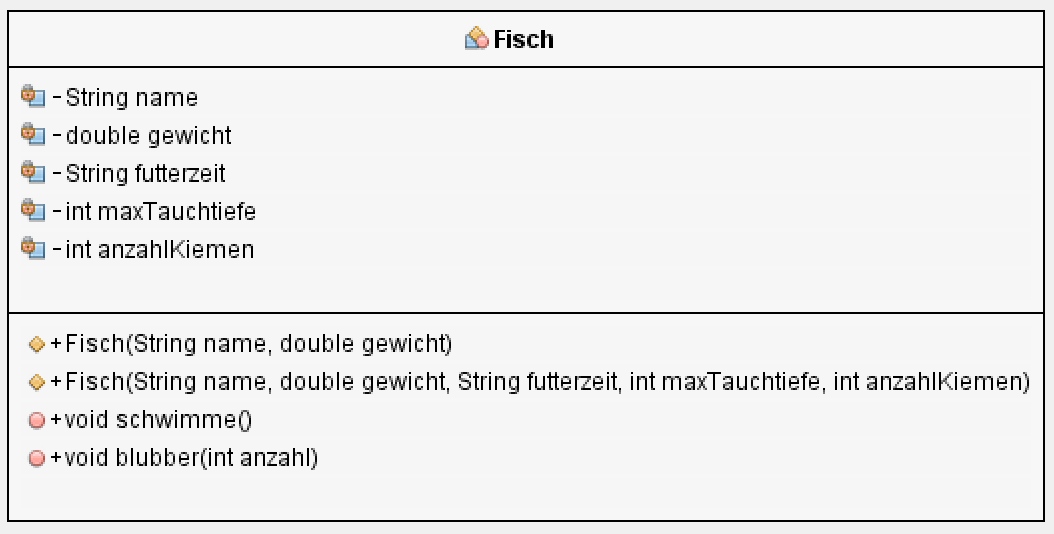 Fisch
- String name
- double gewicht
- String futterzeit
- int maxTauchtiefe
- int anzahlKiemen
+ Fisch(String name, double gewicht)
+ Fisch(String name, double gewicht, String futterzeit, int maxTauchtiefe, int anzahlKiemen)
+ void schwimme()
+ void blubber(int anzahl)